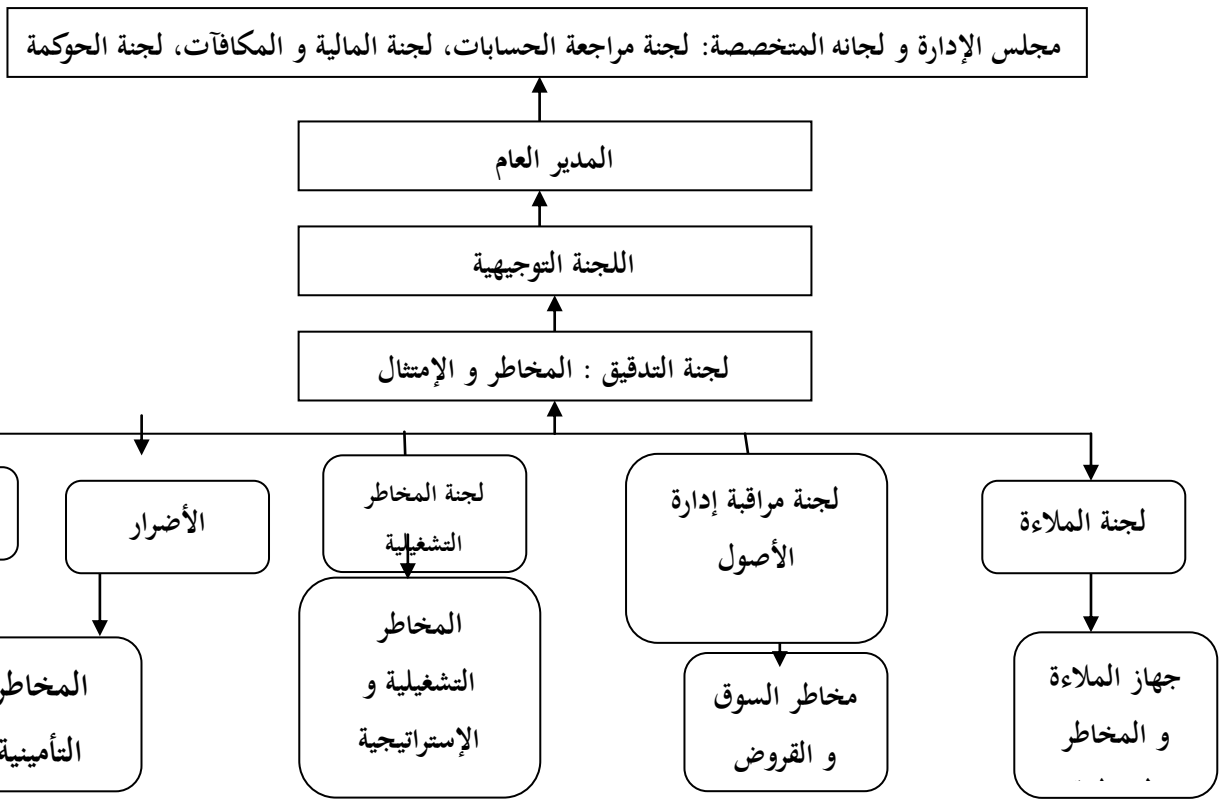 مجلس الإدارة و لجانه المتخصصة: لجنة مراجعة الحسابات، لجنة المالية و المكافآت، لجنة الحوكمة
المدير العام
اللجنة التوجيهية
لجنة التدقيق : المخاطر و الإمتثال
لجنة الملاءة
لجنة مراقبة إدارة
الأصول
لجنة المخاطر
التشغيلية
الأضرار
جهاز الملاءة
و المخاطر
مخاطر السوق
و القروض
المخاطر
التشغيلية و
الإستراتيجية
المخاطر
التأمينية